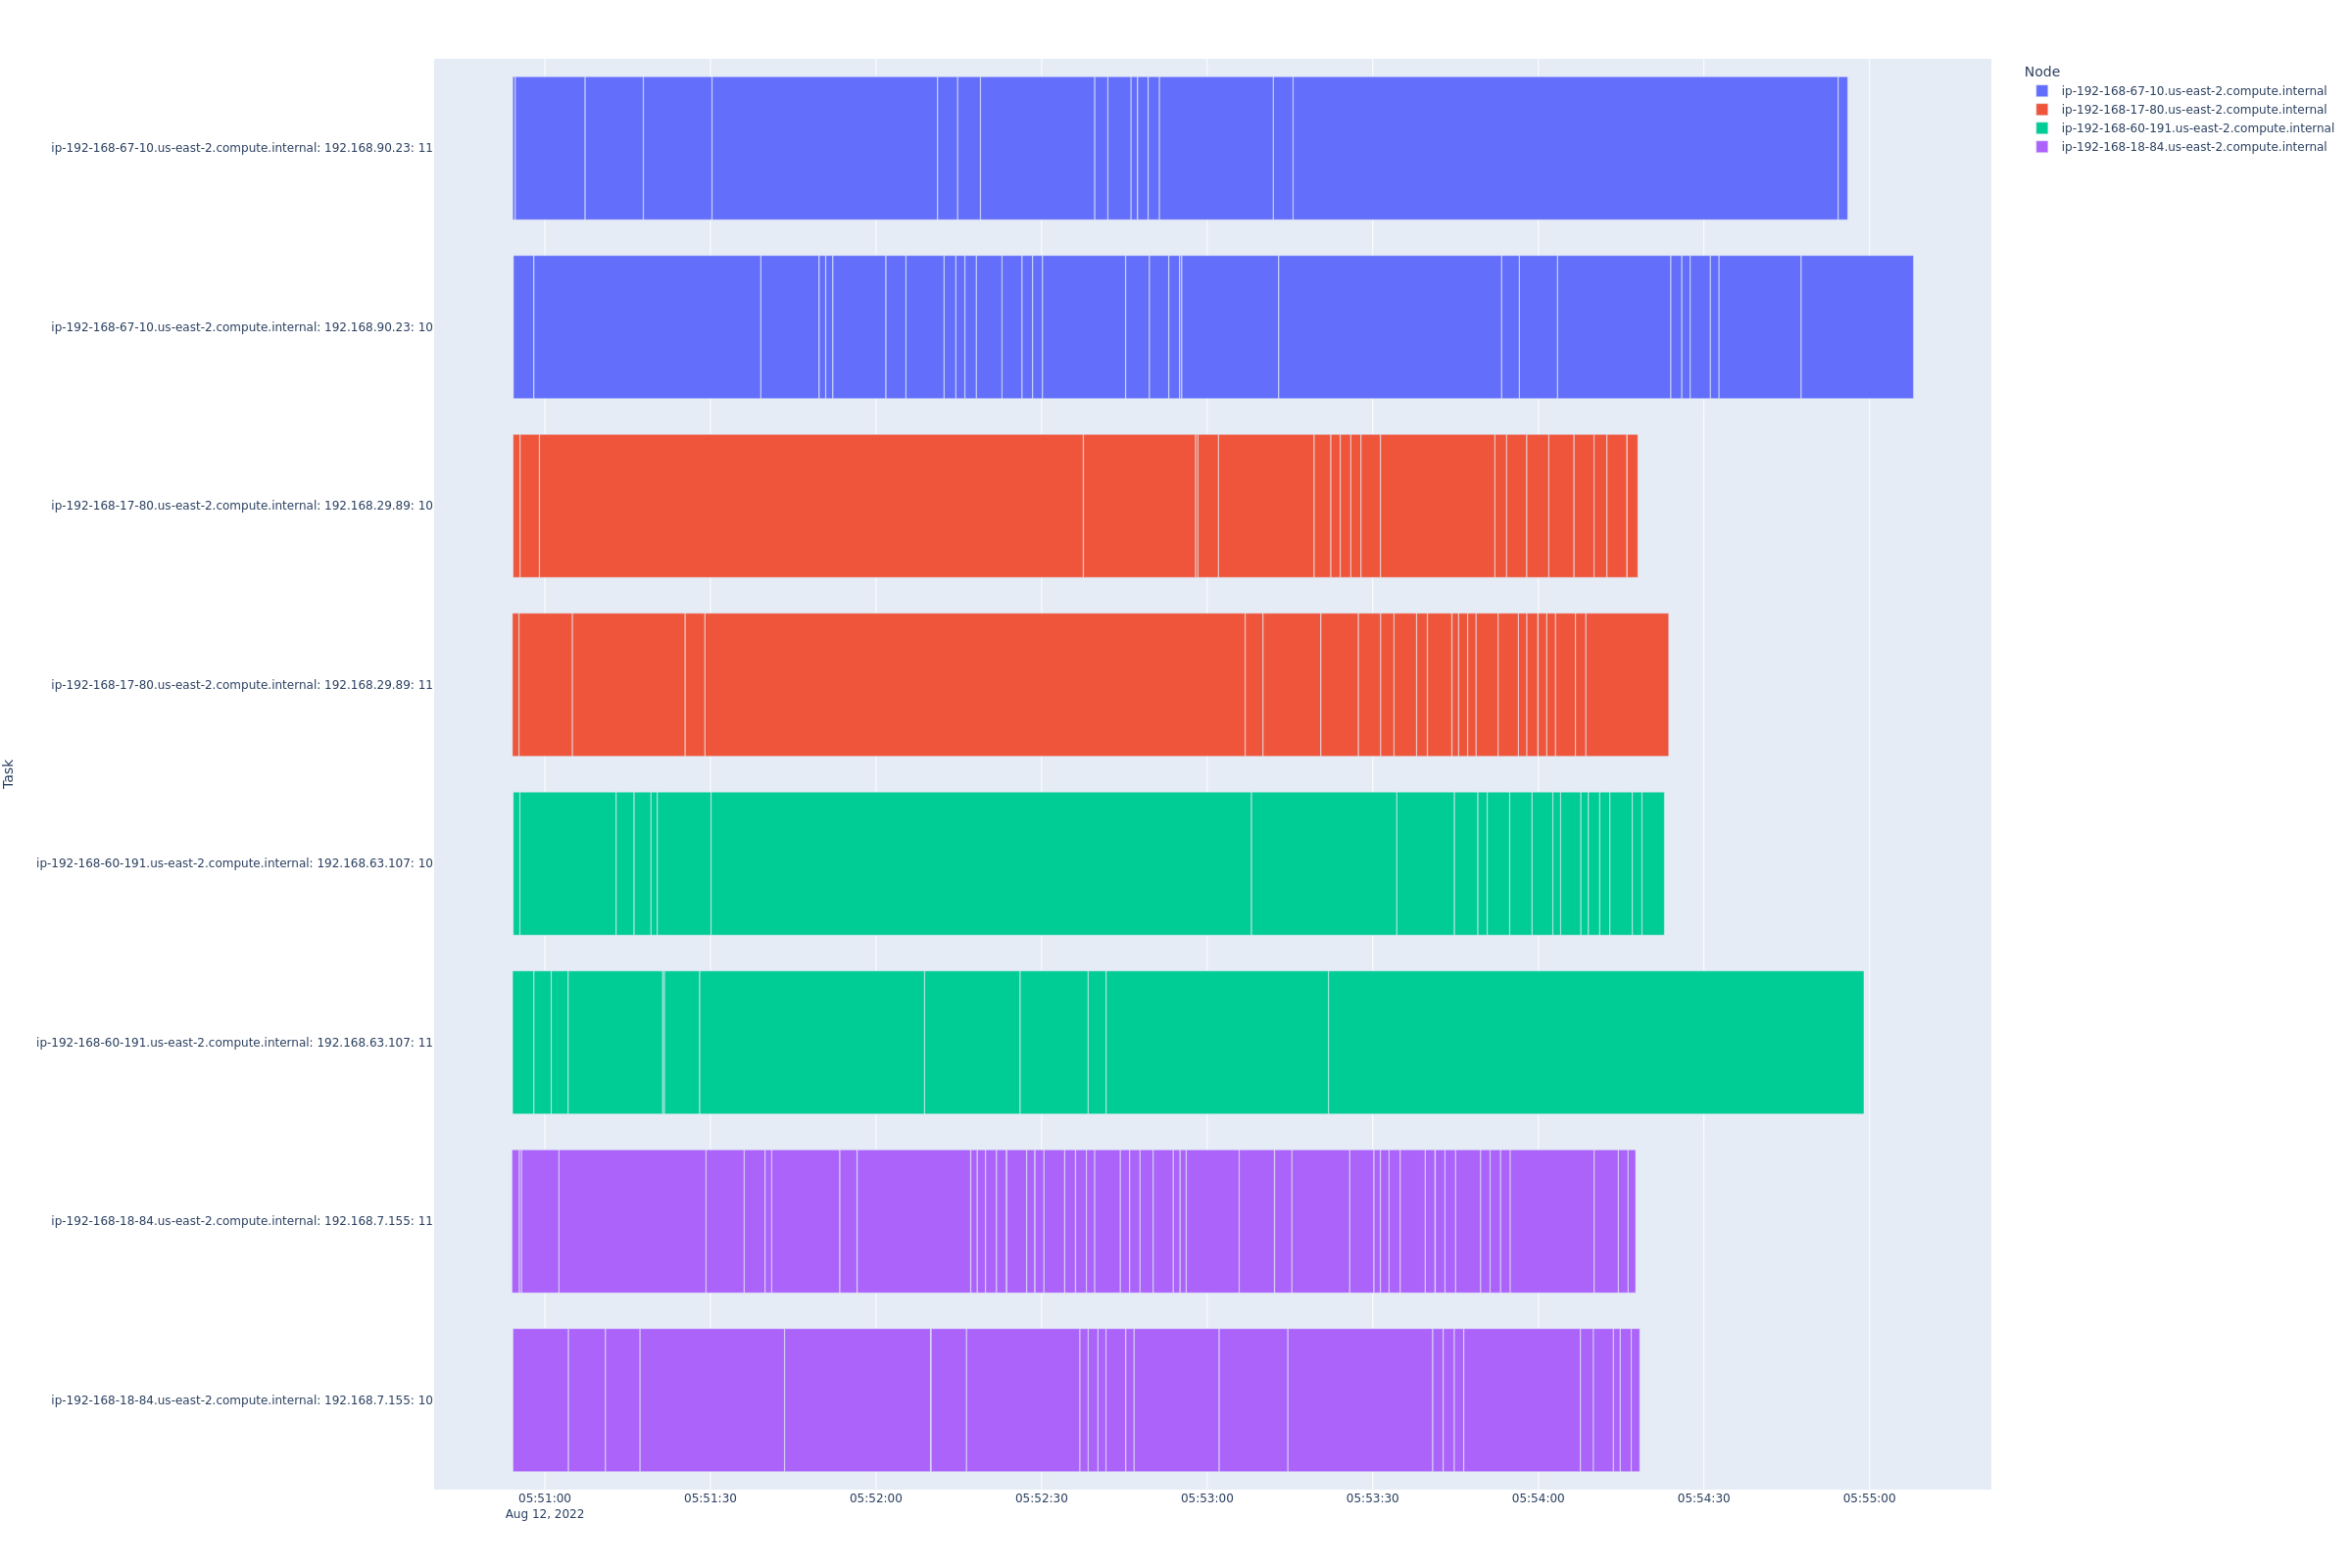 Node
ip-192-168-67-10.us-east-2.compute.internal
ip-192-168-17-80.us-east-2.compute.internal
ip-192-168-60-191.us-east-2.compute.internal
ip-192-168-18-84.us-east-2.compute.internal
ip-192-168-67-10.us-east-2.compute.internal: 192.168.90.23: 11
ip-192-168-67-10.us-east-2.compute.internal: 192.168.90.23: 10
ip-192-168-17-80.us-east-2.compute.internal: 192.168.29.89: 10
ip-192-168-17-80.us-east-2.compute.internal: 192.168.29.89: 11
Task
ip-192-168-60-191.us-east-2.compute.internal: 192.168.63.107: 10
ip-192-168-60-191.us-east-2.compute.internal: 192.168.63.107: 11
ip-192-168-18-84.us-east-2.compute.internal: 192.168.7.155: 11
ip-192-168-18-84.us-east-2.compute.internal: 192.168.7.155: 10
05:51:00 05:51:30 05:52:00 05:52:30 05:53:00 05:53:30 05:54:00 05:54:30 05:55:00
Aug 12, 2022